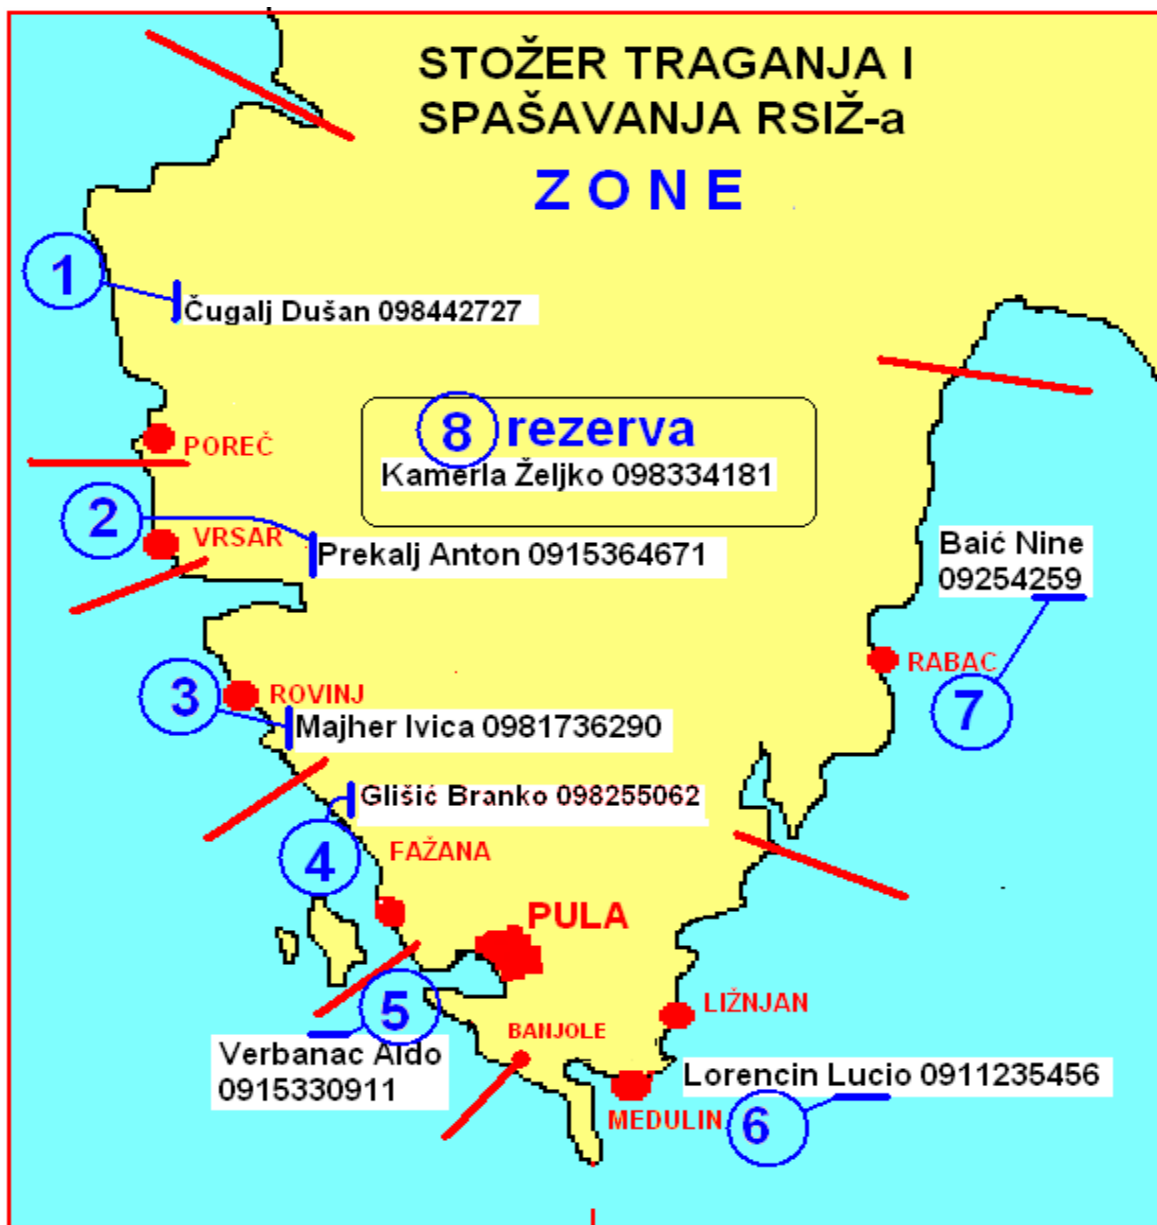 STOŽER TRAGANJA I
SPAŠAVANJA RSIŽ-a
Z O N E
1
Čugalj Dušan 098442727
8 rezerva
Kamerla Željko 098334181
POREČ
2
VRSAR
Prekalj Anton 0915364671
Baić Nine
09254259
RABAC
7
3
ROVINJ
Majher Ivica 0981736290
Glišić Branko 098255062
4
FAŽANA
PULA
5
LIŽNJAN
BANJOLE
Verbanac Aldo
0915330911
Lorencin Lucio 0911235456
MEDULIN
6